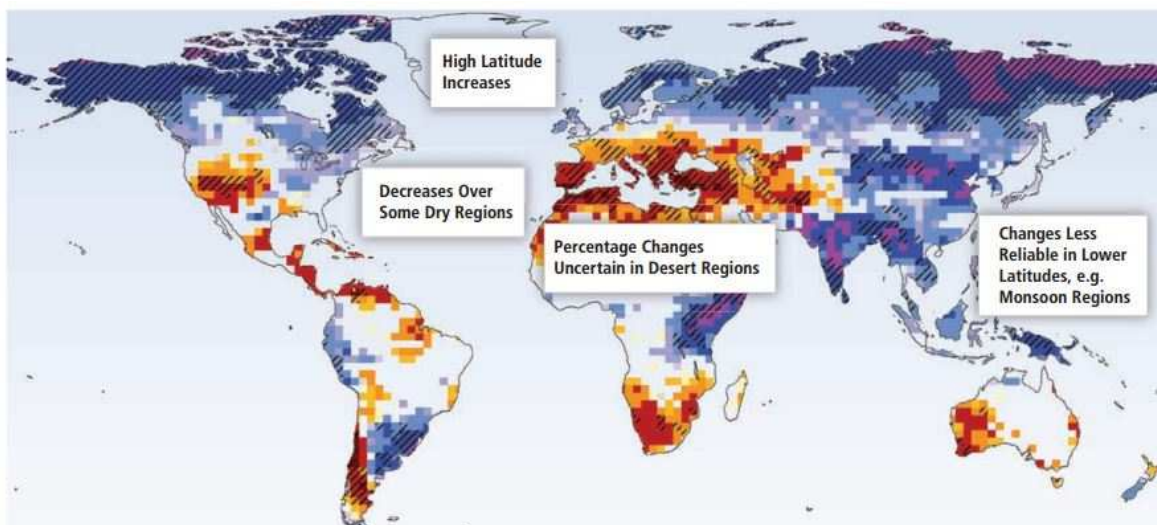 High Latitude
Increases
Decreases Over
Some Dry Regions
Percentage Changes
Uncertain in Desert Regions
Changes Less
Reliable in Lower
Latitudes, e.g.
Monsoon Regions